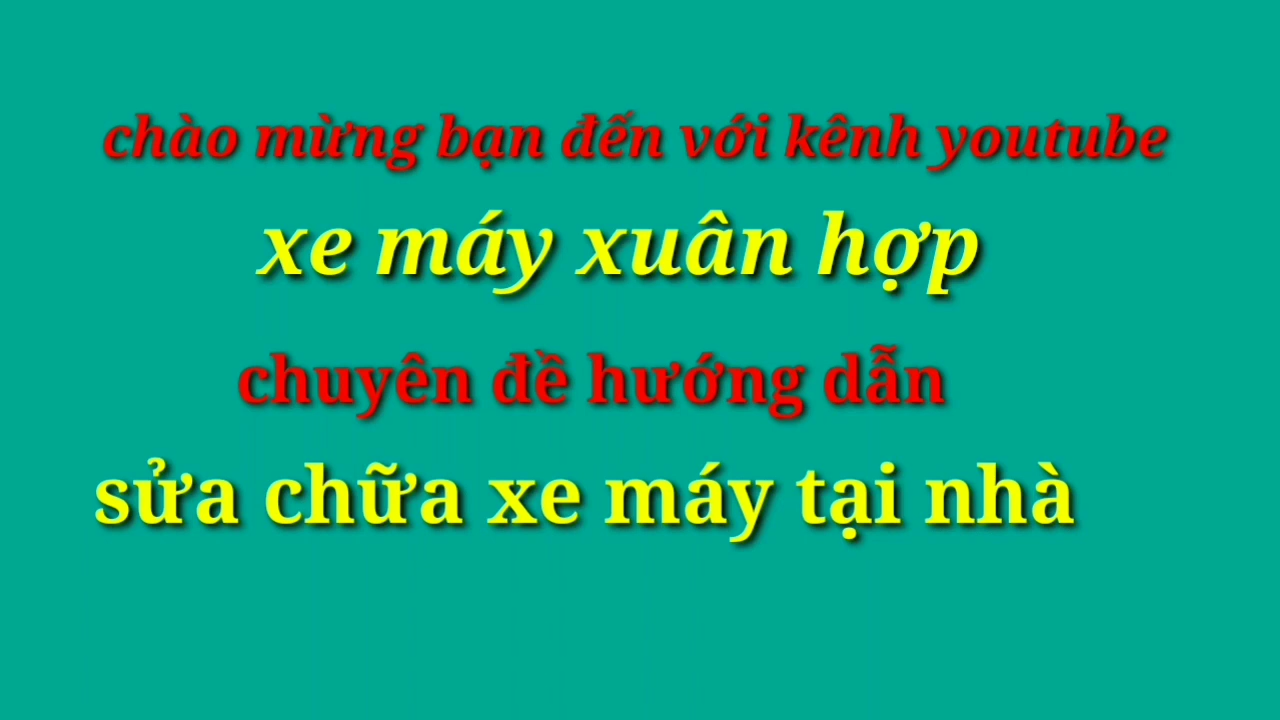 chào mừng bạn đến với kênh youtube
xe máy xuân hợp
chuyên đề hướng dẫn
sửa chữa xe máy tại nhà